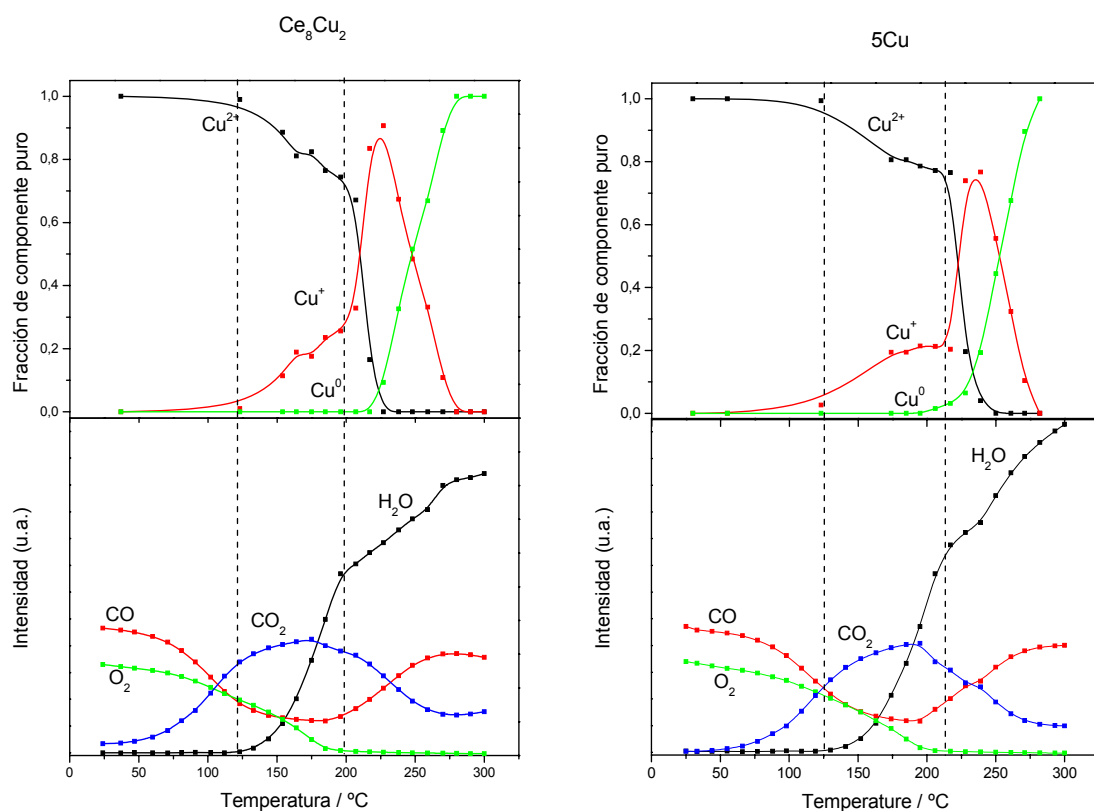 Ce₈Cu₂
5Cu
Fracción de componente puro
1,0
0,8
0,6
0,4
0,2
0,0
Cu²⁺
Cu⁺
Cu⁰
Fracción de componente puro
1,0
0,8
0,6
0,4
0,2
0,0
Cu²⁺
Cu⁺
Cu⁰
Intensidad (u.a.)
H₂O
CO
CO₂
O₂
0 50 100 150 200 250 300
Temperatura / ºC
Intensidad (u.a.)
H₂O
CO
CO₂
O₂
0 50 100 150 200 250 300
Temperature / ºC